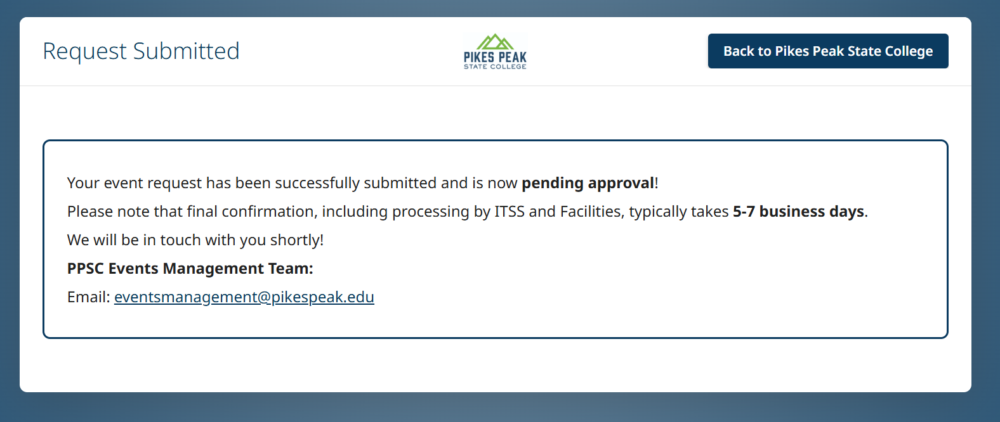 Request Submitted
PIKES PEAK
STATE COLLEGE
Back to Pikes Peak State College
Your event request has been successfully submitted and is now pending approval!
Please note that final confirmation, including processing by ITSS and Facilities, typically takes 5-7 business days.
We will be in touch with you shortly!
PPSC Events Management Team:
Email: eventsmanagement@pikespeak.edu